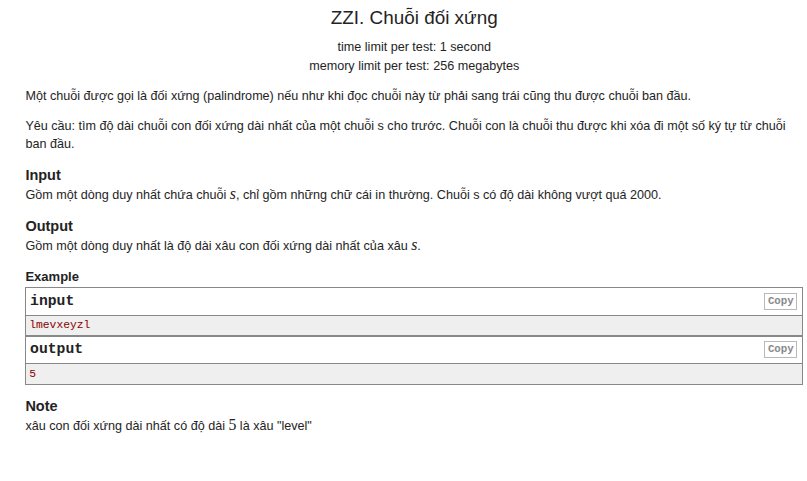 ZZI. Chuỗi đối xứng
time limit per test: 1 second
memory limit per test: 256 megabytes
Một chuỗi được gọi là đối xứng (palindrome) nếu như khi đọc chuỗi này từ phải sang trái cũng thu được chuỗi ban đầu.
Yêu cầu: tìm độ dài chuỗi con đối xứng dài nhất của một chuỗi s cho trước. Chuỗi con là chuỗi thu được khi xóa đi một số ký tự từ chuỗi
ban đầu.
Input
Gồm một dòng duy nhất chứa chuỗi s, chỉ gồm những chữ cái in thường. Chuỗi s có độ dài không vượt quá 2000.
Output
Gồm một dòng duy nhất là độ dài xâu con đối xứng dài nhất của xâu s.
Example
input
Copy
lmevxeyzl
output
Copy
5
Note
xâu con đối xứng dài nhất có độ dài 5 là xâu "level"